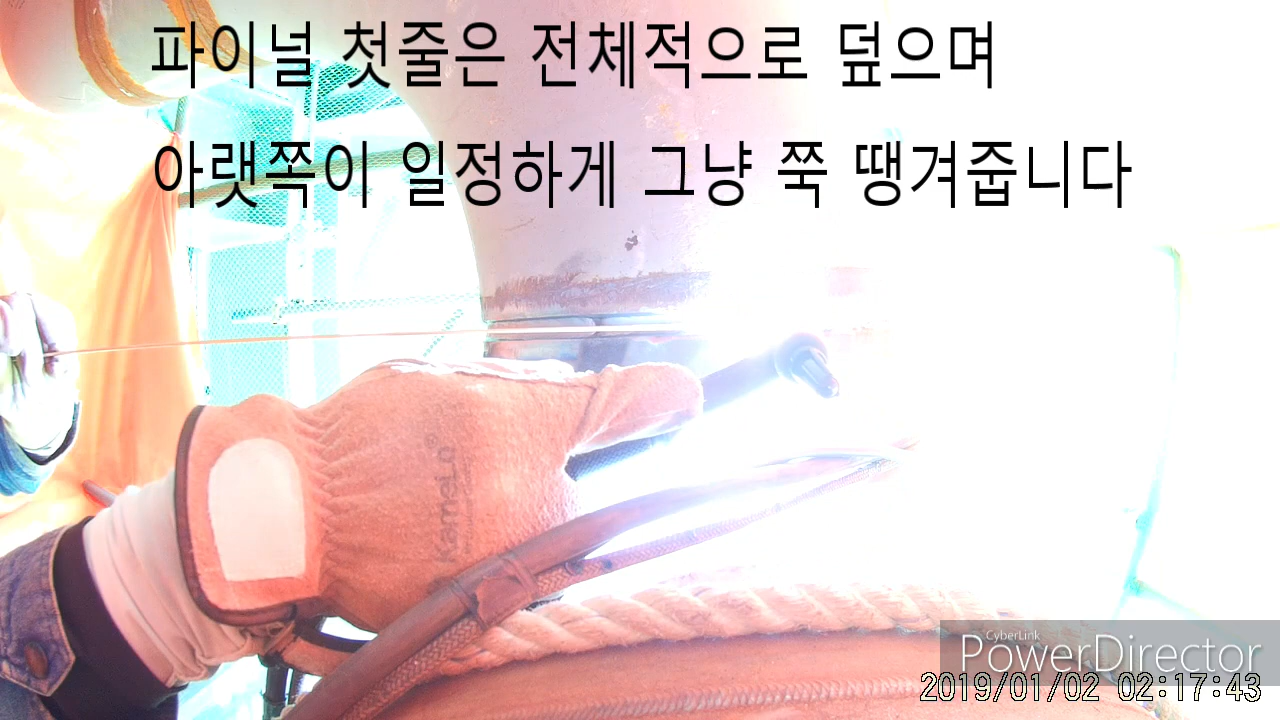 파이널 첫줄은 전체적으로 덮으며
아랫쪽이 일정하게 그냥 쭉 땡겨줍니다
KameLo®
CyberLink
PowerDirector
2019/01/02 02:17:43